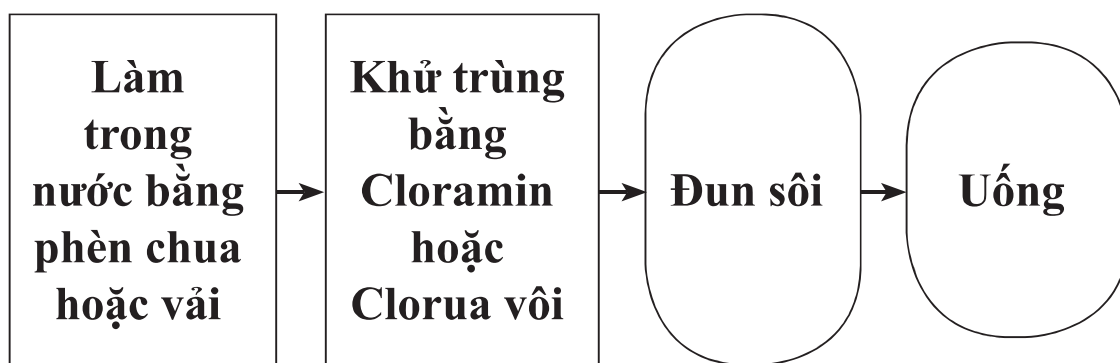 Làm
trong
nước bằng
phèn chua
hoặc vải
Khử trùng
bằng
Cloramin
hoặc
Clorua vôi
Đun sôi
Uống